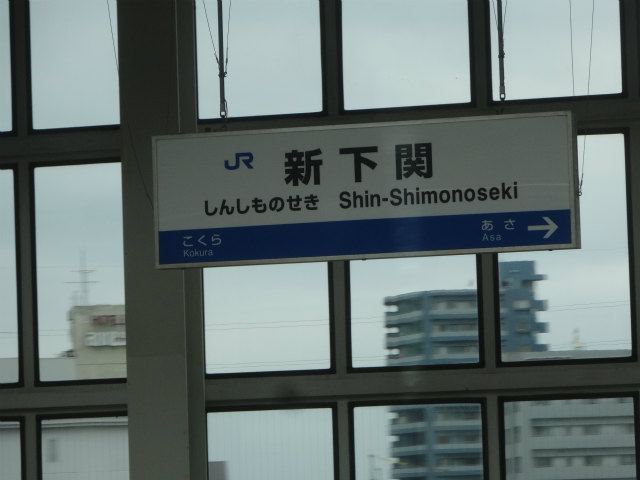 JR 新下関
しんしものせき Shin-Shimonoseki
こくら あさ →
Kokura Asa